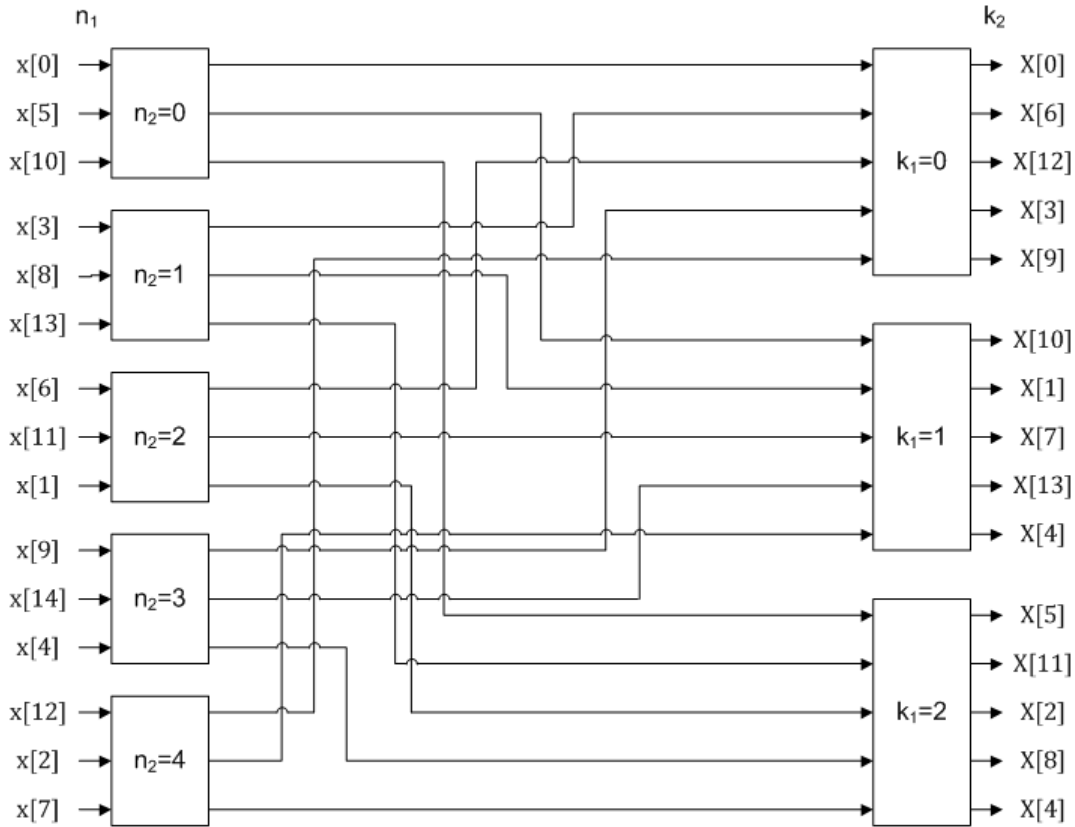 n₁ k₂
x[0] X[0]
x[5] n₂=0 X[6]
x[10] k₁=0 X[12]
x[3] X[3]
x[8] n₂=1 X[9]
x[13] X[10]
x[6] X[1]
x[11] n₂=2 k₁=1 X[7]
x[1] X[13]
x[9] X[4]
x[14] n₂=3 X[5]
x[4] X[11]
x[12] k₁=2 X[2]
x[2] n₂=4 X[8]
x[7] X[4]